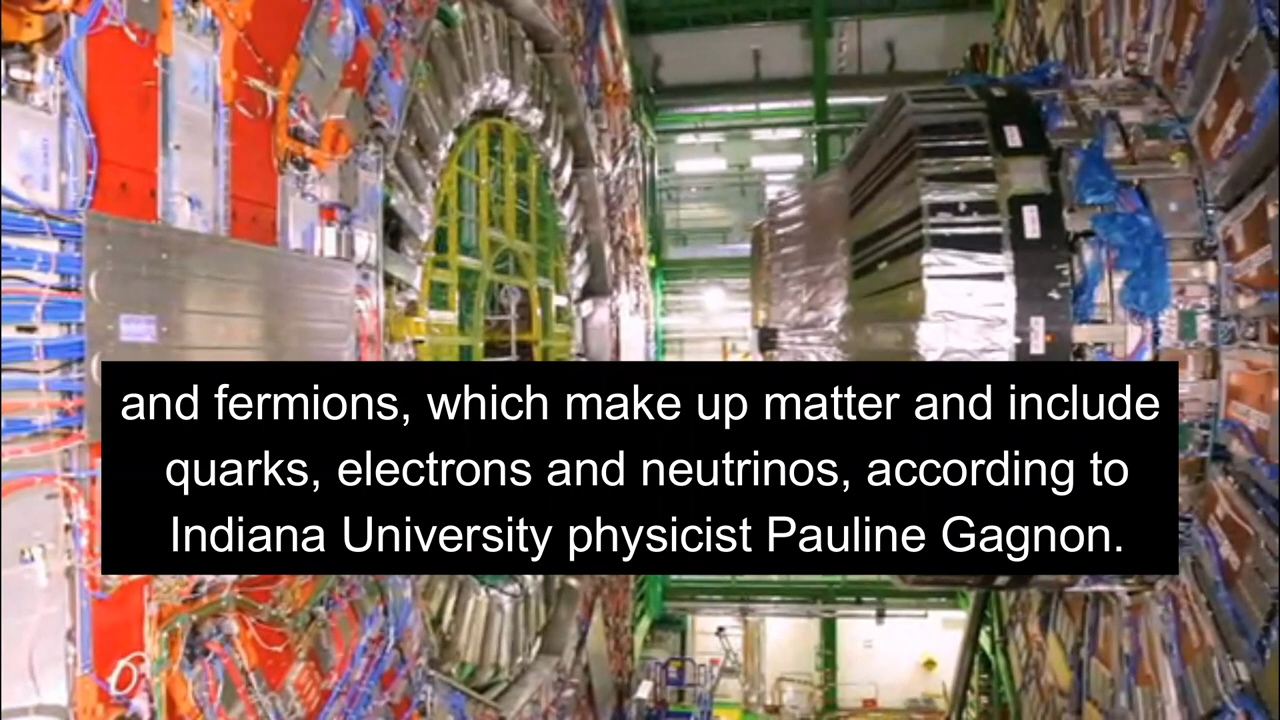 and fermions, which make up matter and include
quarks, electrons and neutrinos, according to
Indiana University physicist Pauline Gagnon.